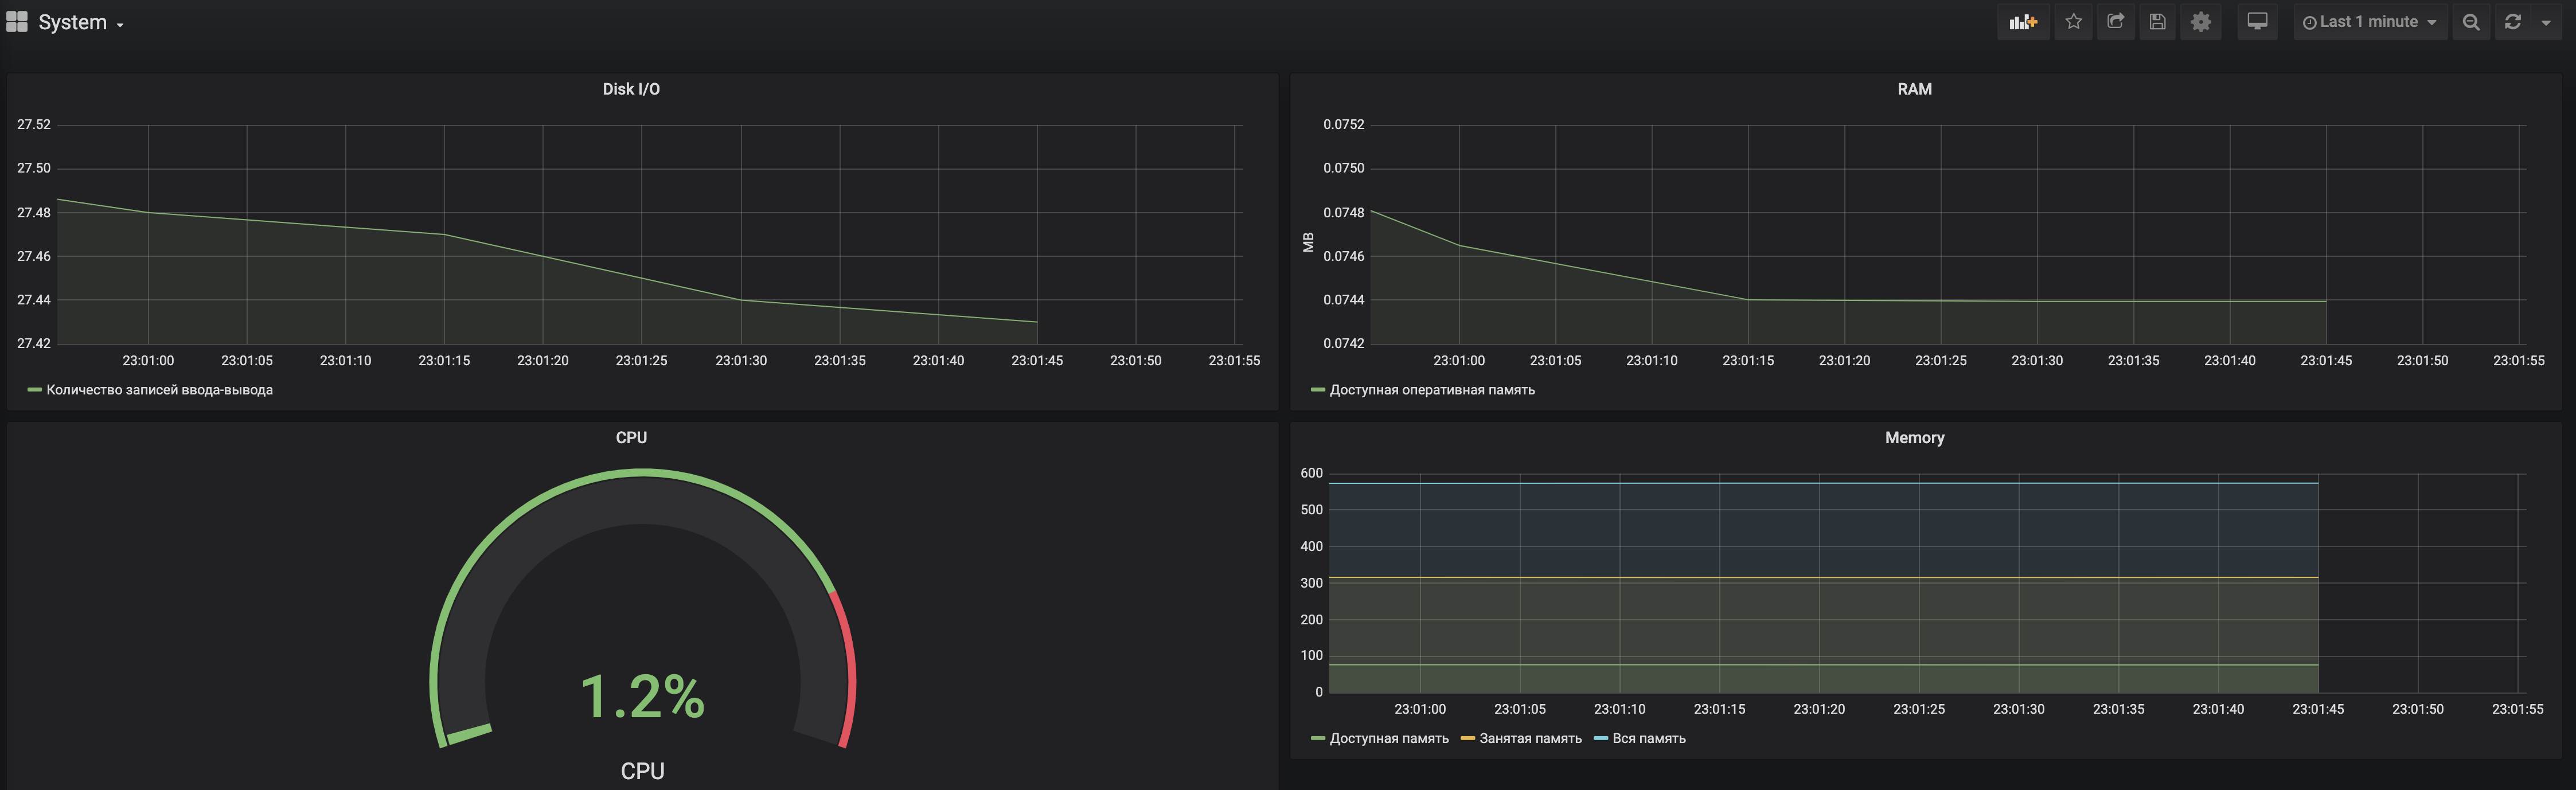 System
Last 1 minute
Disk I/O
27.52
27.50
27.48
27.46
27.44
27.42
23:01:00 23:01:05 23:01:10 23:01:15 23:01:20 23:01:25 23:01:30 23:01:35 23:01:40 23:01:45 23:01:50 23:01:55
Количество записей ввода-вывода
RAM
MB
0.0752
0.0750
0.0748
0.0746
0.0744
0.0742
23:01:00 23:01:05 23:01:10 23:01:15 23:01:20 23:01:25 23:01:30 23:01:35 23:01:40 23:01:45 23:01:50 23:01:55
Доступная оперативная память
CPU
1.2%
CPU
Memory
600
500
400
300
200
100
0
23:01:00 23:01:05 23:01:10 23:01:15 23:01:20 23:01:25 23:01:30 23:01:35 23:01:40 23:01:45 23:01:50 23:01:55
Доступная память Занятая память Вся память